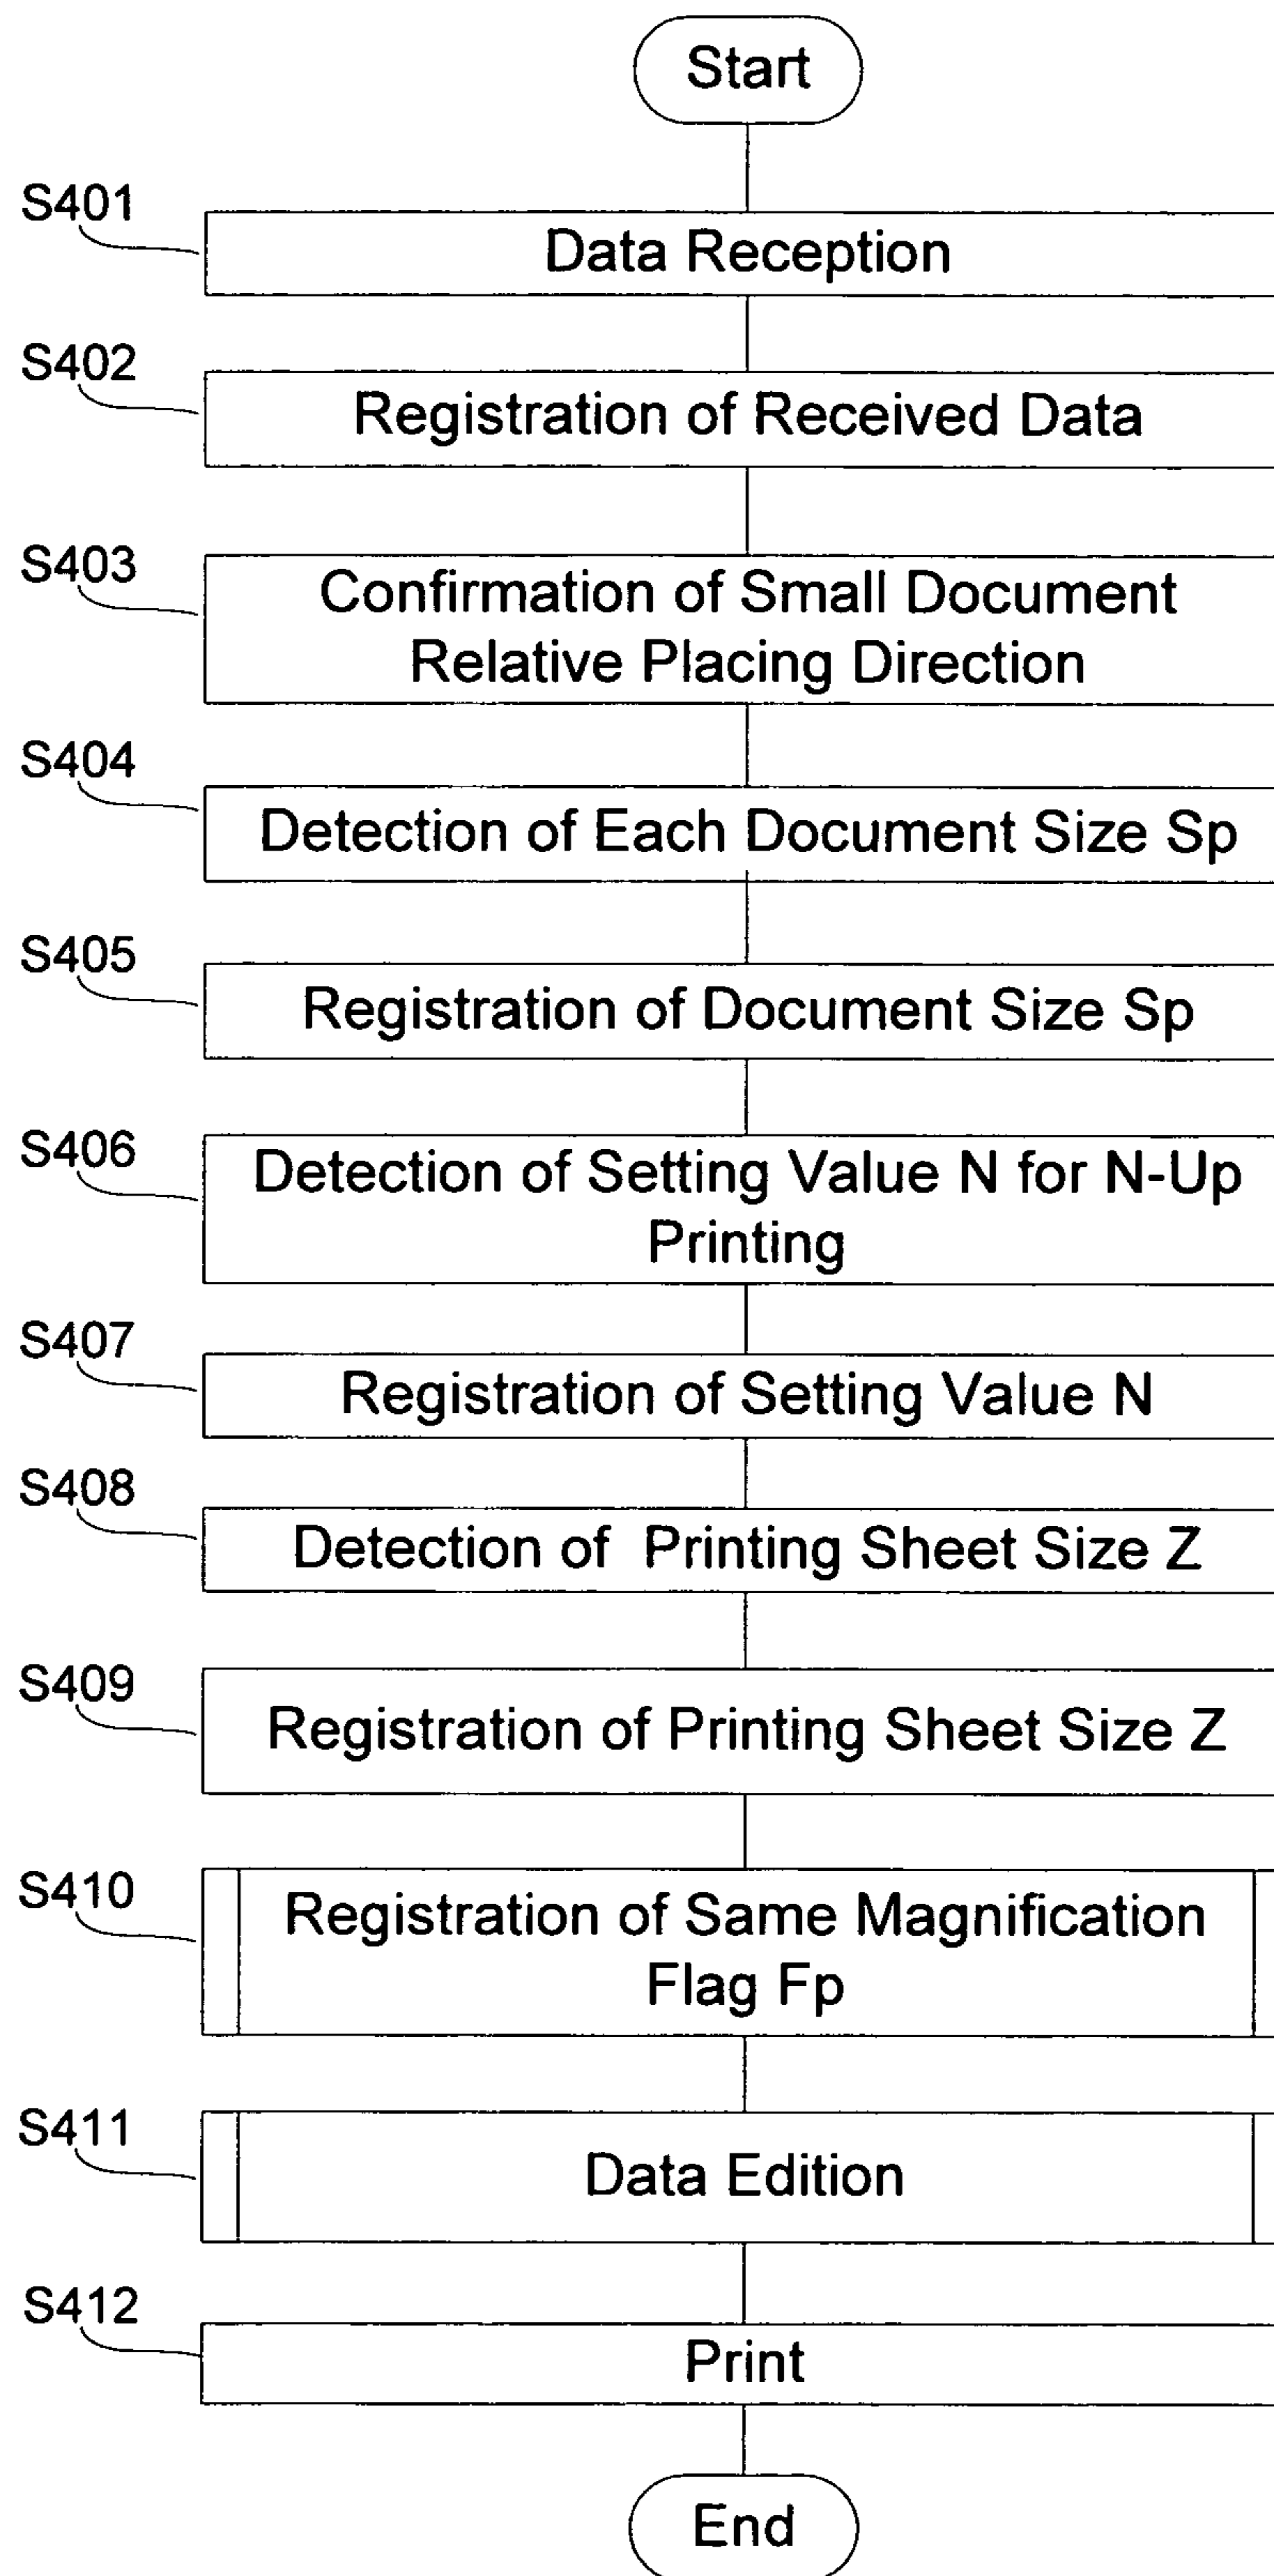 Start
S401
Data Reception
S402
Registration of Received Data
S403
Confirmation of Small Document
Relative Placing Direction
S404
Detection of Each Document Size Sp
S405
Registration of Document Size Sp
S406
Detection of Setting Value N for N-Up
Printing
S407
Registration of Setting Value N
S408
Detection of Printing Sheet Size Z
S409
Registration of Printing Sheet Size Z
S410
Registration of Same Magnification
Flag Fp
S411
Data Edition
S412
Print
End